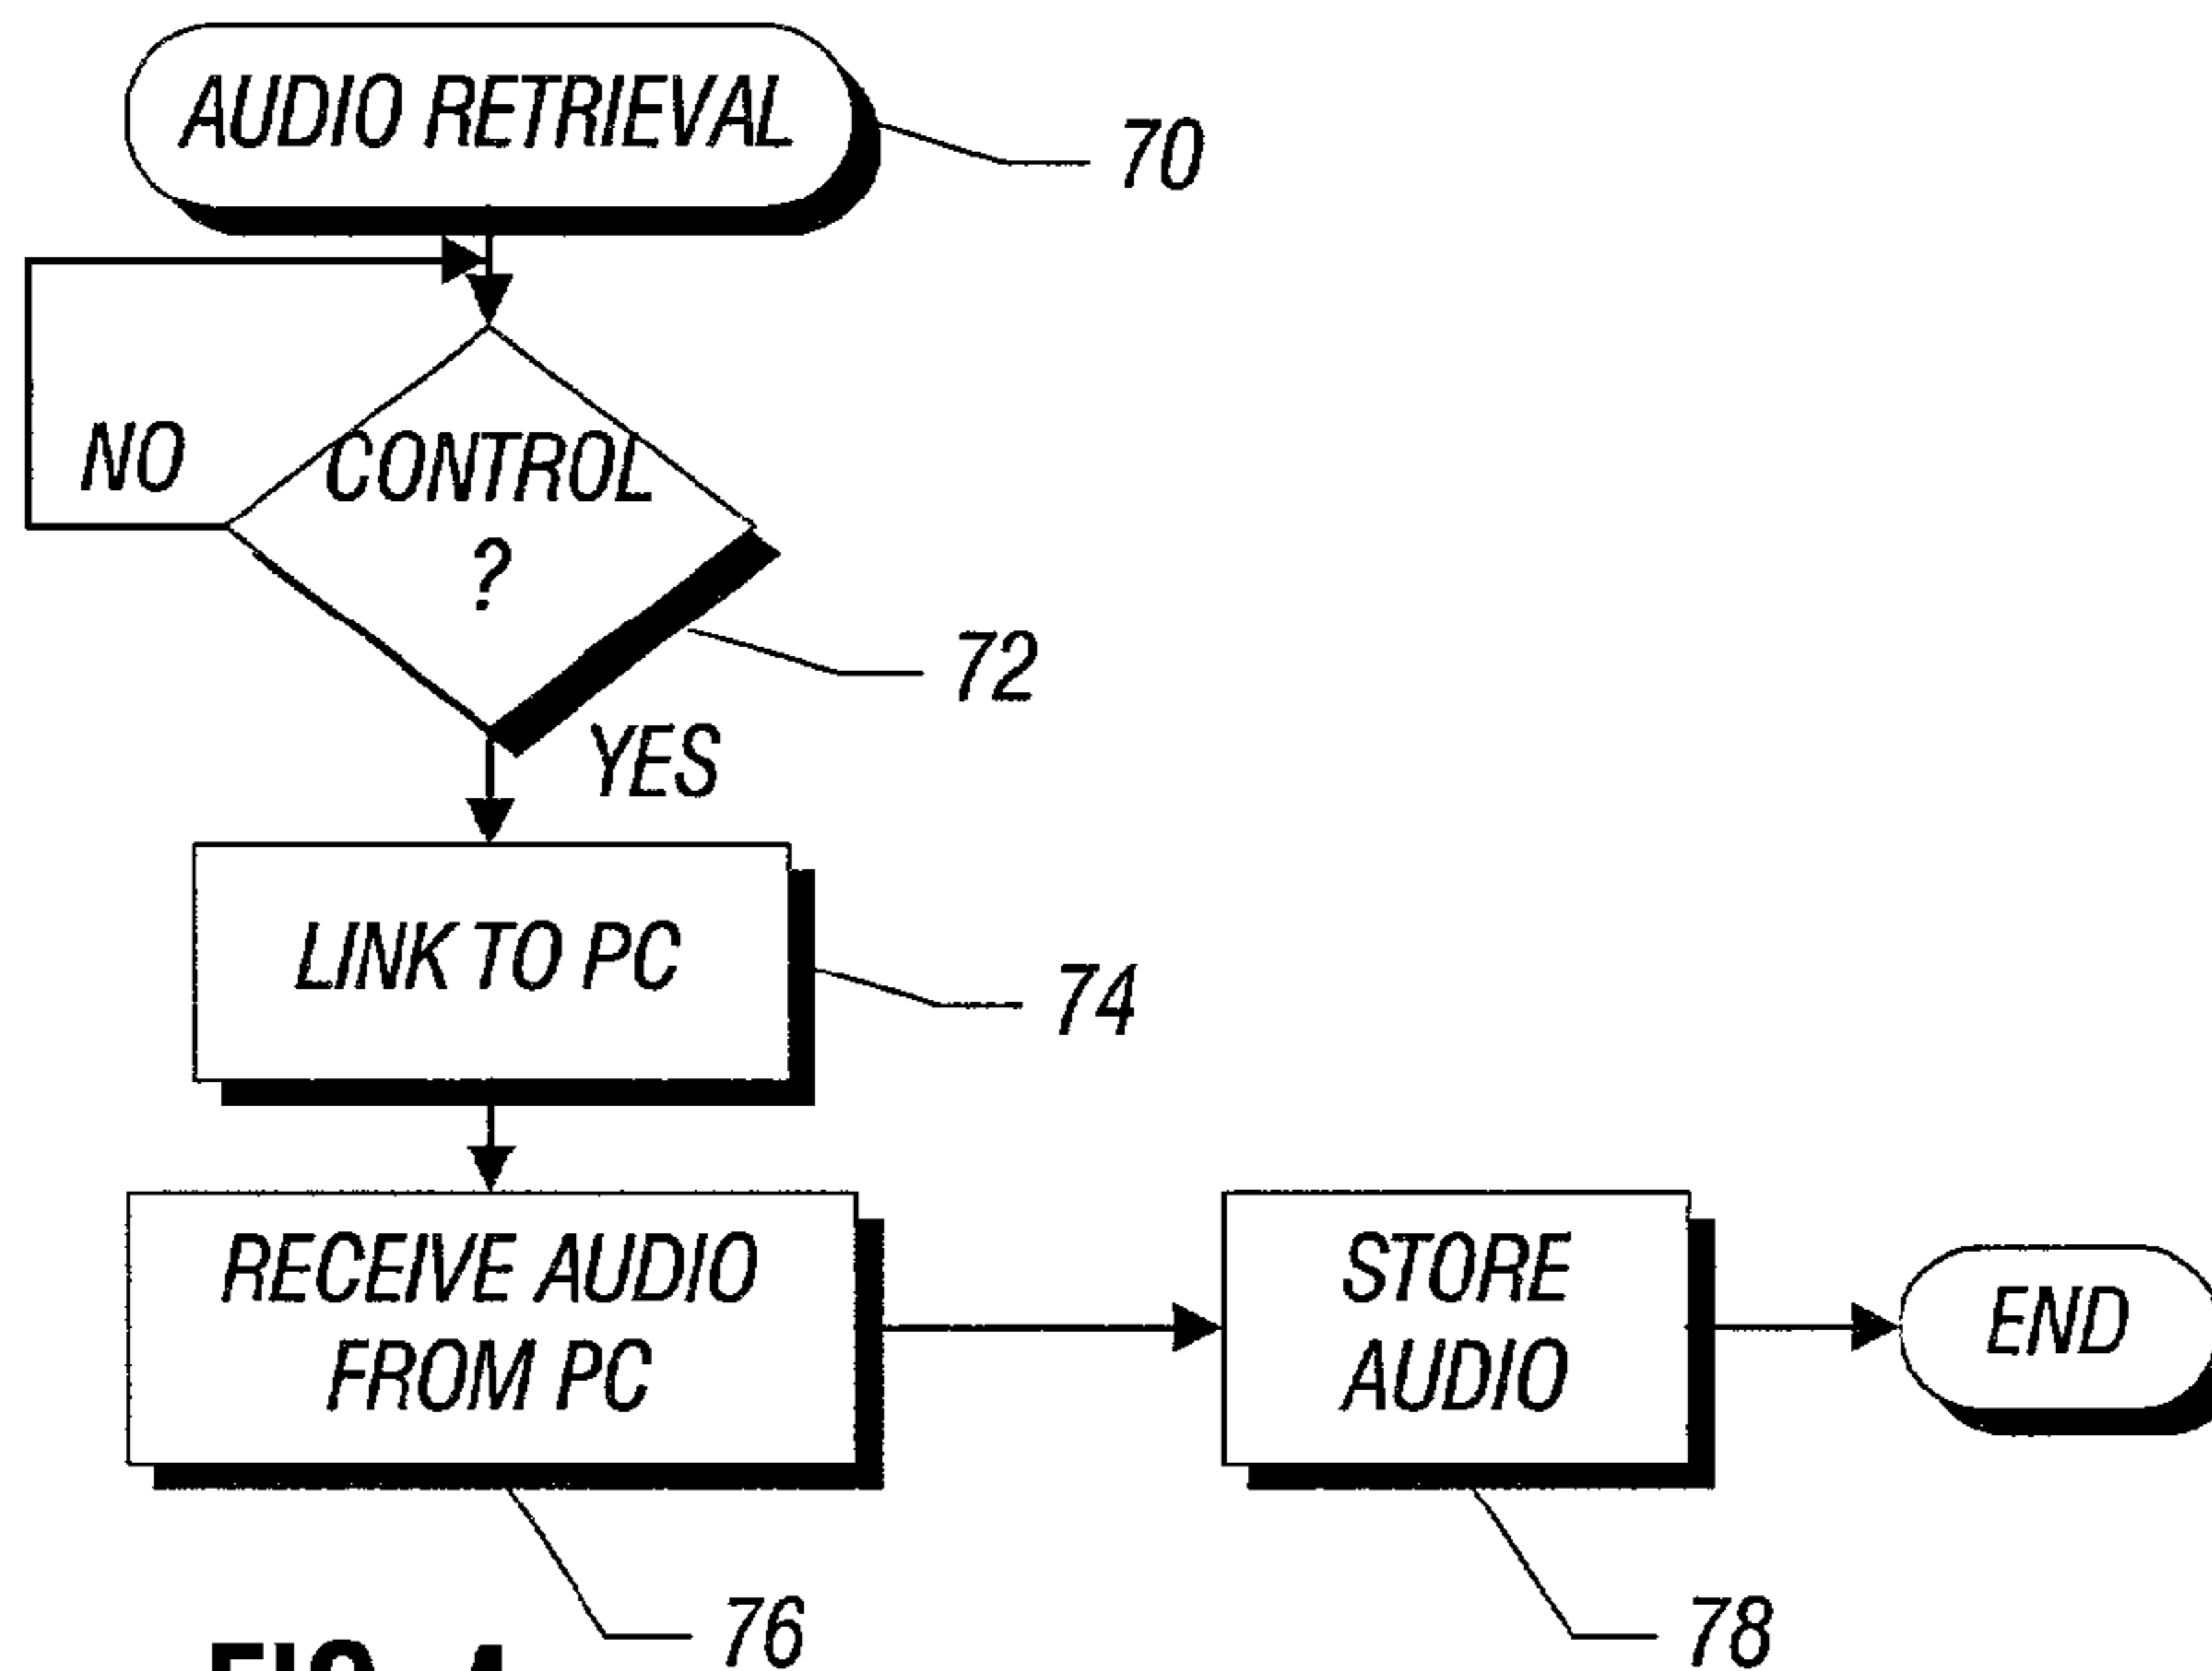 AUDIO RETRIEVAL
70
NO
CONTROL
?
72
YES
LINK TO PC
74
RECEIVE AUDIO
FROM PC
STORE
AUDIO
END
76
78